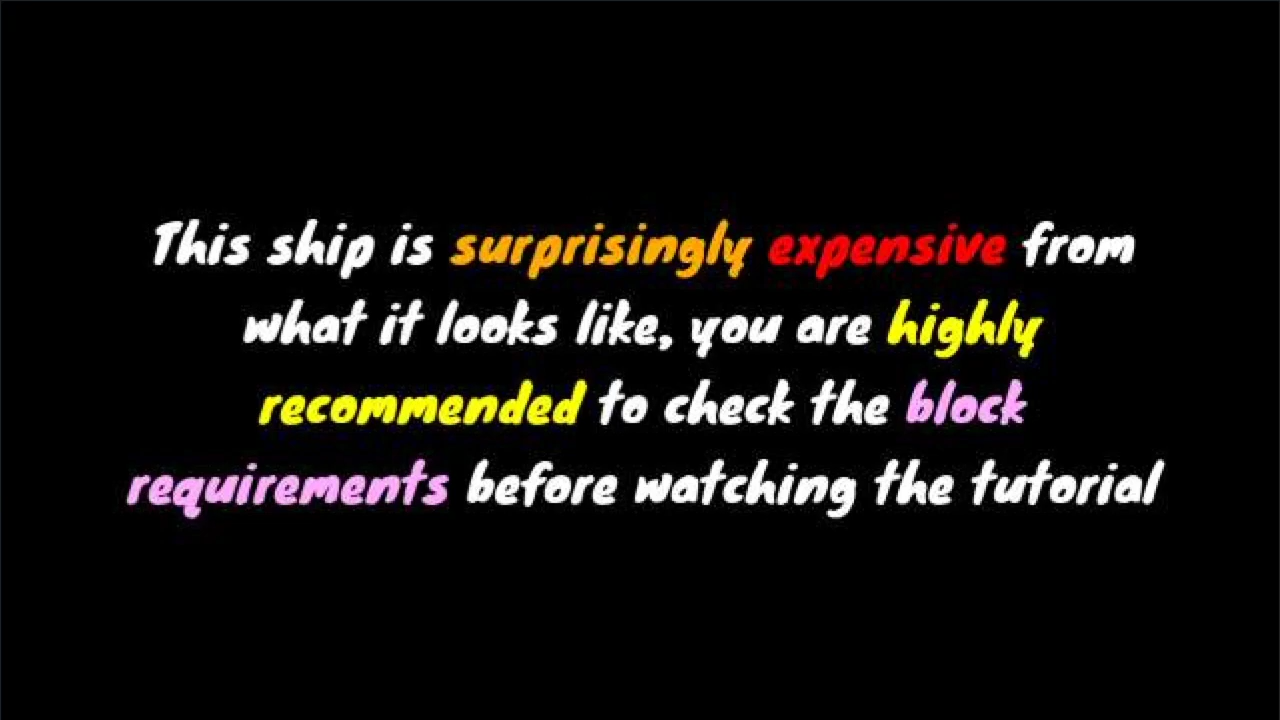 This ship is surprisingly expensive from
what it looks like, you are highly
recommended to check the block
requirements before watching the tutorial